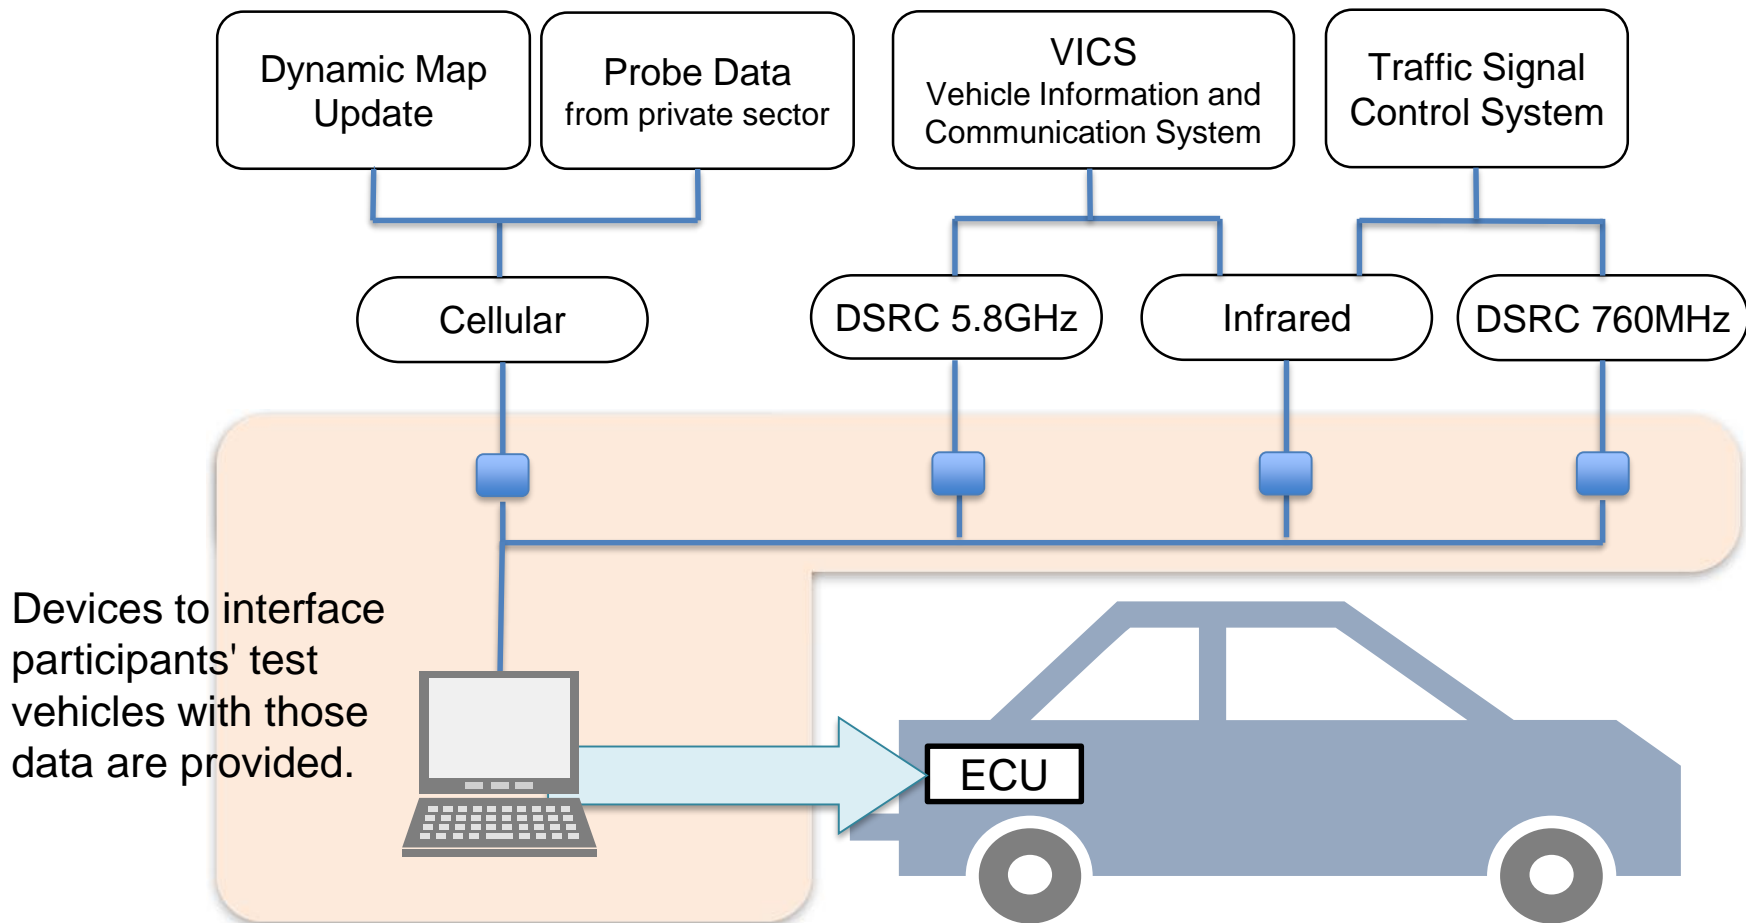 Dynamic Map
Update
Probe Data
from private sector
VICS
Vehicle Information and
Communication System
Traffic Signal
Control System
Cellular
DSRC 5.8GHz
Infrared
DSRC 760MHz
Devices to interface
participants' test
vehicles with those
data are provided.
ECU